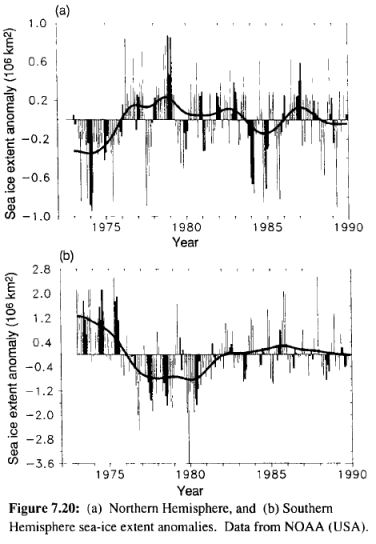 (a)
Sea ice extent anomaly (10⁶ km²)
1.0
0.6
0.2
-0.2
-0.6
-1.0
1975 1980 1985 1990
Year
(b)
Sea ice extent anomaly (10⁶ km²)
2.8
2.0
1.2
0.4
-0.4
-1.2
-2.0
-2.8
-3.6
1975 1980 1985 1990
Year
Figure 7.20: (a) Northern Hemisphere, and (b) Southern
Hemisphere sea-ice extent anomalies. Data from NOAA (USA).